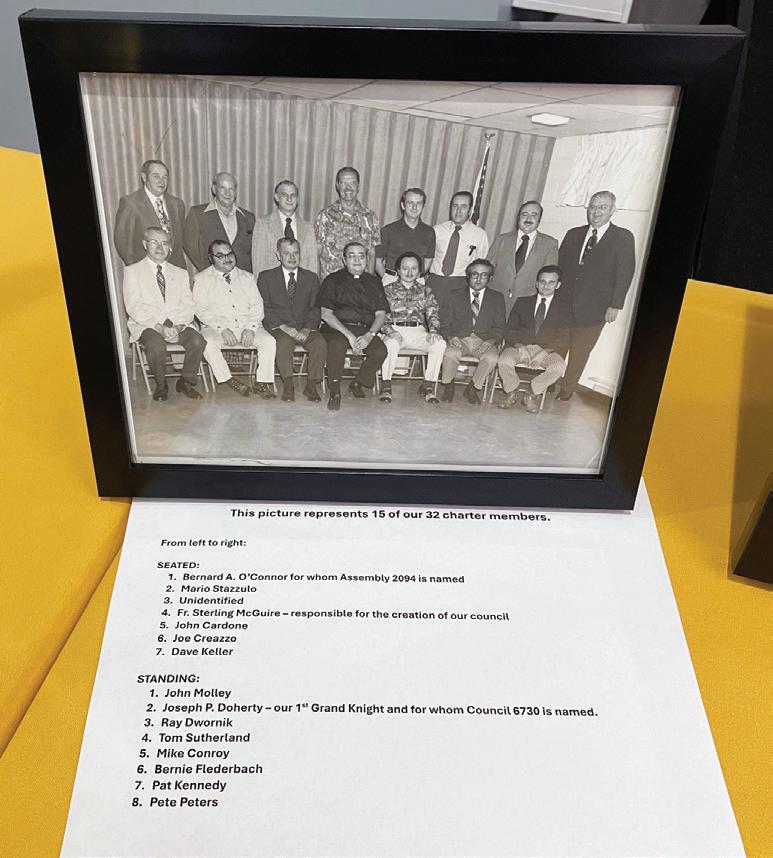 This picture represents 15 of our 32 charter members.
From left to right:
SEATED:
1. Bernard A. O'Connor for whom Assembly 2094 is named
2. Mario Stazzulo
3. Unidentified
4. Fr. Sterling McGuire – responsible for the creation of our council
5. John Cardone
6. Joe Creazzo
7. Dave Keller
STANDING:
1. John Molley
2. Joseph P. Doherty – our 1st Grand Knight and for whom Council 6730 is named.
3. Ray Dwornik
4. Tom Sutherland
5. Mike Conroy
6. Bernie Flederbach
7. Pat Kennedy
8. Pete Peters